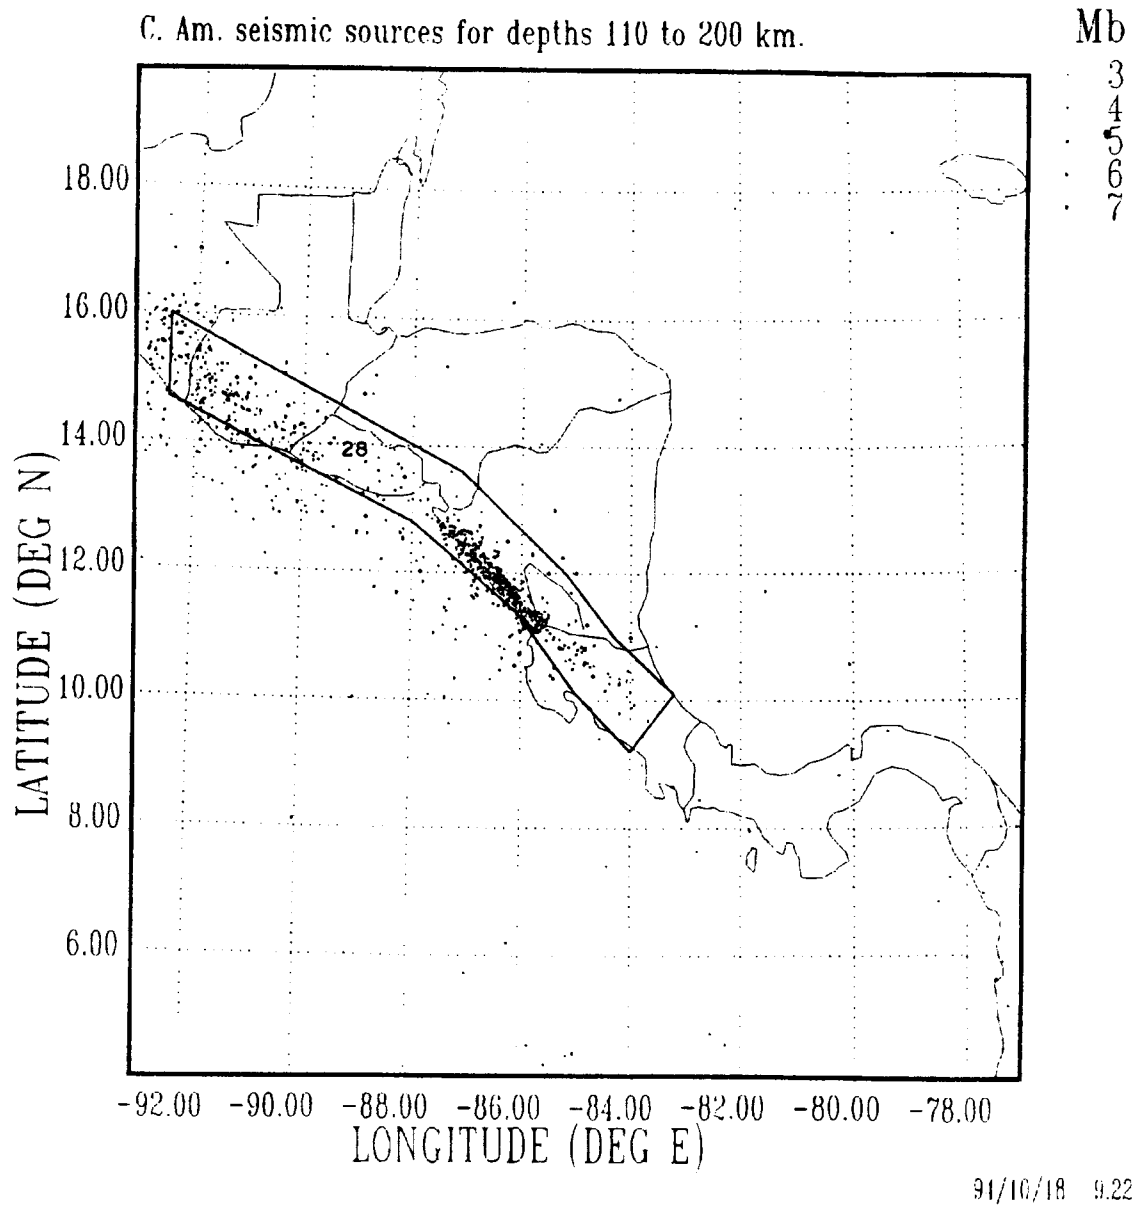 C. Am. seismic sources for depths 110 to 200 km.
Mb
3
4
5
6
7
18.00
16.00
14.00
12.00
10.00
8.00
6.00
LATITUDE (DEG N)
28
-92.00 -90.00 -88.00 -86.00 -84.00 -82.00 -80.00 -78.00
LONGITUDE (DEG E)
91/10/18 9.22